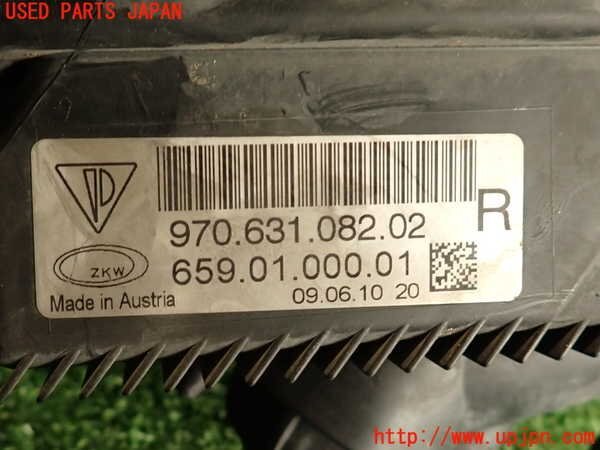 USED PARTS JAPAN
970.631.082.02
R
ZKW
659.01.000.01
Made in Austria
09.06.10 20
http://www.upjpn.com/